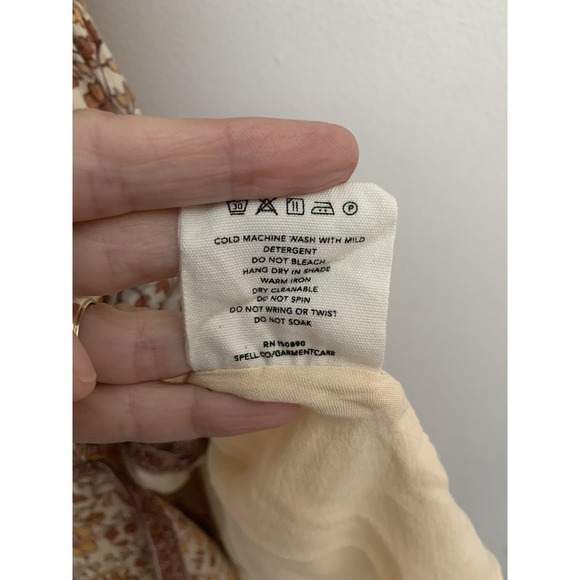 30 P
COLD MACHINE WASH WITH MILD
DETERGENT
DO NOT BLEACH
HANG DRY IN SHADE
WARM IRON
DRY CLEANABLE
DO NOT SPIN
DO NOT WRING OR TWIST
DO NOT SOAK
RN 150890
SPELL.CO/GARMENTCARE